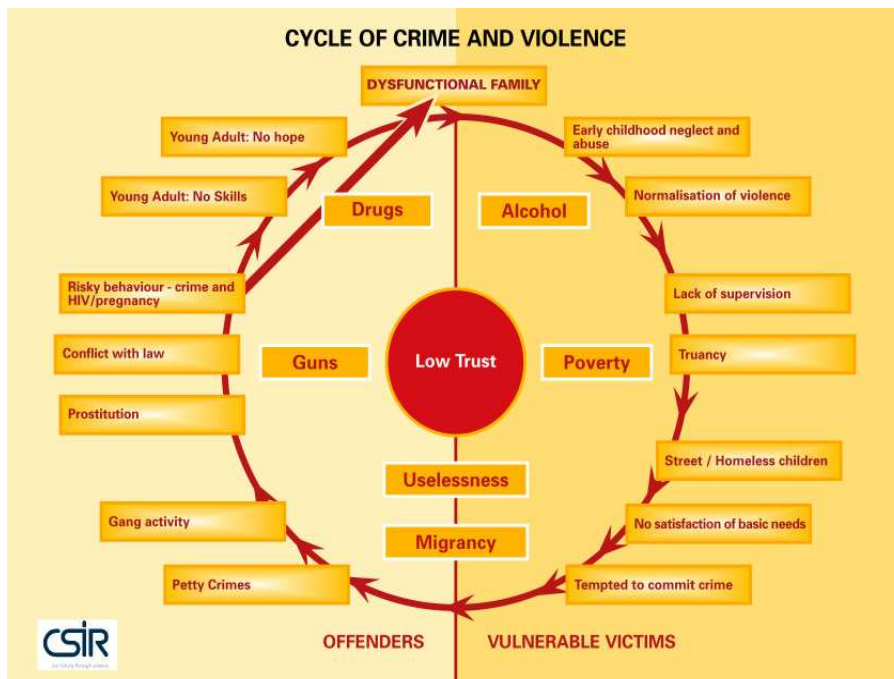 CYCLE OF CRIME AND VIOLENCE
DYSFUNCTIONAL FAMILY
Early childhood neglect and
abuse
Normalisation of violence
Lack of supervision
Truancy
Street / Homeless children
No satisfaction of basic needs
Tempted to commit crime
Petty Crimes
Gang activity
Prostitution
Conflict with law
Risky behaviour - crime and
HIV/pregnancy
Young Adult: No Skills
Young Adult: No hope
Drugs
Alcohol
Guns
Low Trust
Poverty
Uselessness
Migrancy
OFFENDERS
VULNERABLE VICTIMS
CSIR